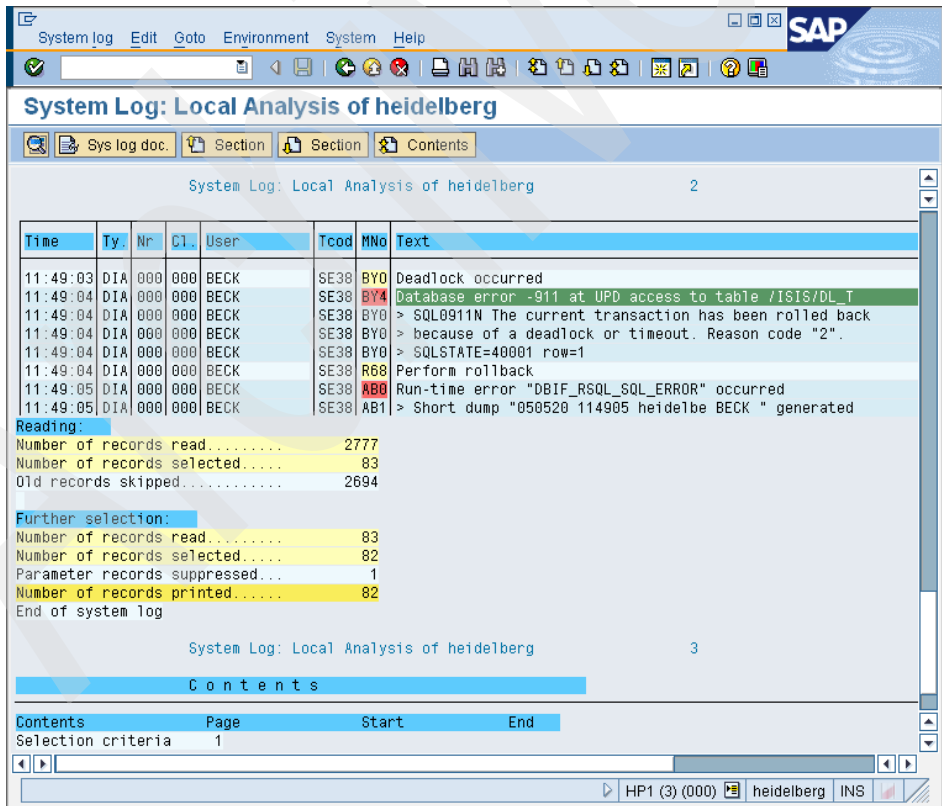 System log Edit Goto Environment System Help
SAP
System Log: Local Analysis of heidelberg
Sys log doc. Section Section Contents
System Log: Local Analysis of heidelberg 2
Time Ty. Nr Cl. User Tcod MNo Text
11:49:03 DIA 000 000 BECK SE38 BY0 Deadlock occurred
11:49:04 DIA 000 000 BECK SE38 BY4 Database error -911 at UPD access to table /ISIS/DL_T
11:49:04 DIA 000 000 BECK SE38 BY0 > SQL0911N The current transaction has been rolled back
11:49:04 DIA 000 000 BECK SE38 BY0 > because of a deadlock or timeout. Reason code "2".
11:49:04 DIA 000 000 BECK SE38 BY0 > SQLSTATE=40001 row=1
11:49:04 DIA 000 000 BECK SE38 R68 Perform rollback
11:49:05 DIA 000 000 BECK SE38 AB0 Run-time error "DBIF_RSQL_SQL_ERROR" occurred
11:49:05 DIA 000 000 BECK SE38 AB1 > Short dump "050520 114905 heidelbe BECK " generated
Reading:
Number of records read......... 2777
Number of records selected..... 83
Old records skipped............ 2694
Further selection:
Number of records read......... 83
Number of records selected..... 82
Parameter records suppressed... 1
Number of records printed...... 82
End of system log
System Log: Local Analysis of heidelberg 3
C o n t e n t s
Contents Page Start End
Selection criteria 1
HP1 (3) (000) heidelberg INS